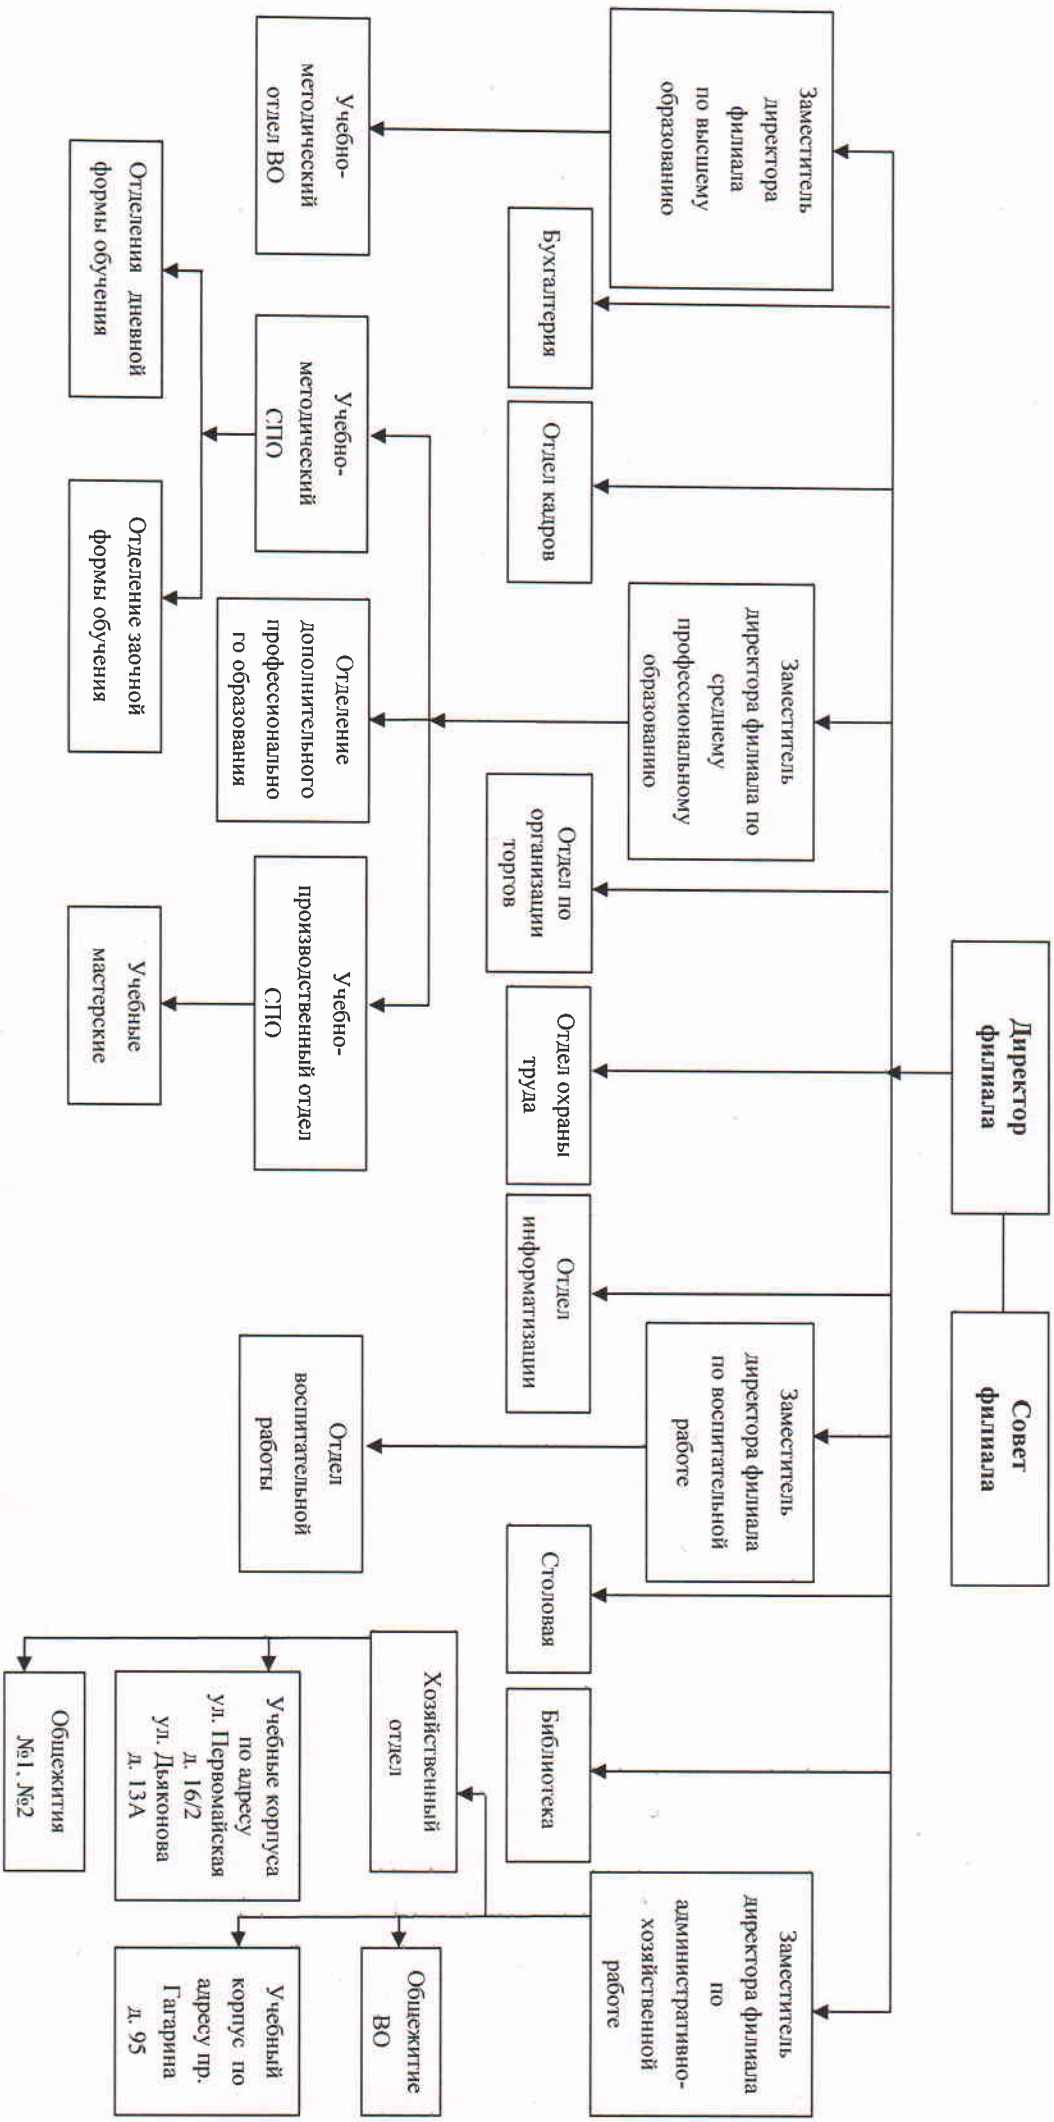 Директор
филиала
Совет
филиала
Заместитель
директора
филиала
по высшему
образованию
Бухгалтерия
Отдел кадров
Заместитель
директора филиала по
среднему
профессиональному
образованию
Отдел по
организации
торгов
Отдел охраны
труда
Отдел
информатизации
Заместитель
директора филиала
по воспитательной
работе
Столовая
Библиотека
Заместитель
директора филиала
по
административно-
хозяйственной
работе
Учебно-
методический
отдел ВО
Учебно-
методический
СПО
Отделение
дополнительного
профессионально
го образования
Учебно-
производственный отдел
СПО
Отдел
воспитательной
работы
Хозяйственный
отдел
Общежитие
ВО
Отделения дневной
формы обучения
Отделение заочной
формы обучения
Учебные
мастерские
Учебные корпуса
по адресу
ул. Первомайская
д. 16/2
ул. Дьяконова
д. 13А
Учебный
корпус по
адресу пр.
Гагарина
д. 95
Общежития
№1, №2